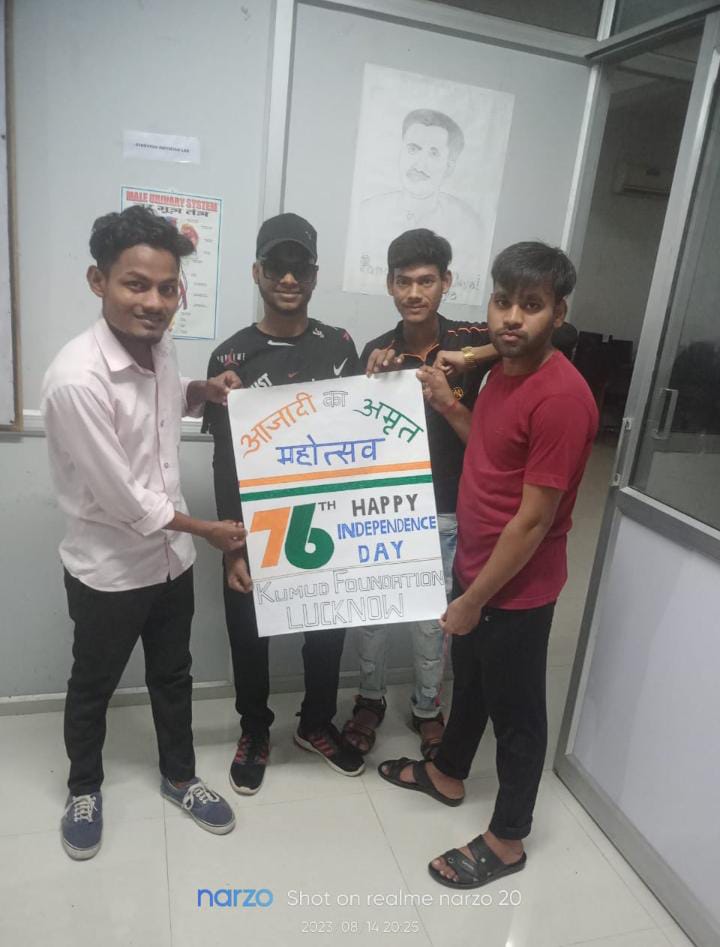 MALE URINARY SYSTEM
आजादी का अमृत
महोत्सव
76TH HAPPY
INDEPENDENCE
DAY
KUMUD FOUNDATION
LUCKNOW
narzo Shot on realme narzo 20
2023.08.14 20:25